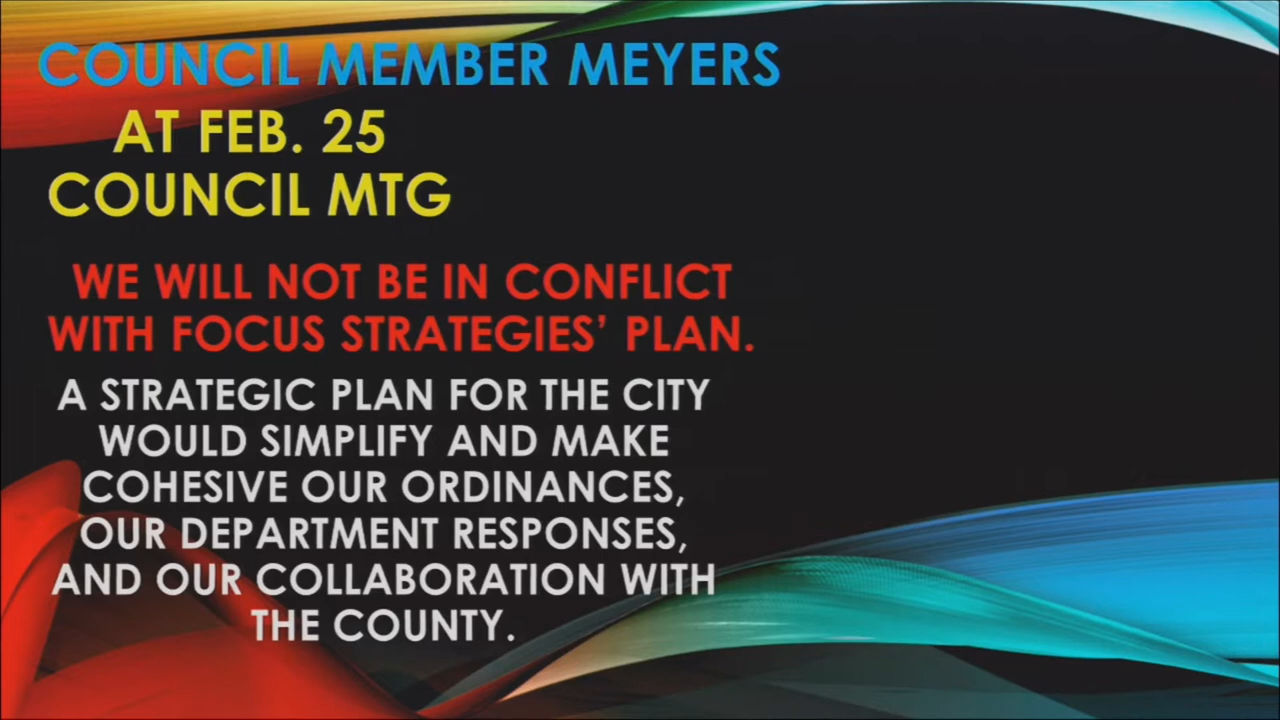 COUNCIL MEMBER MEYERS
AT FEB. 25
COUNCIL MTG
WE WILL NOT BE IN CONFLICT
WITH FOCUS STRATEGIES’ PLAN.
A STRATEGIC PLAN FOR THE CITY
WOULD SIMPLIFY AND MAKE
COHESIVE OUR ORDINANCES,
OUR DEPARTMENT RESPONSES,
AND OUR COLLABORATION WITH
THE COUNTY.